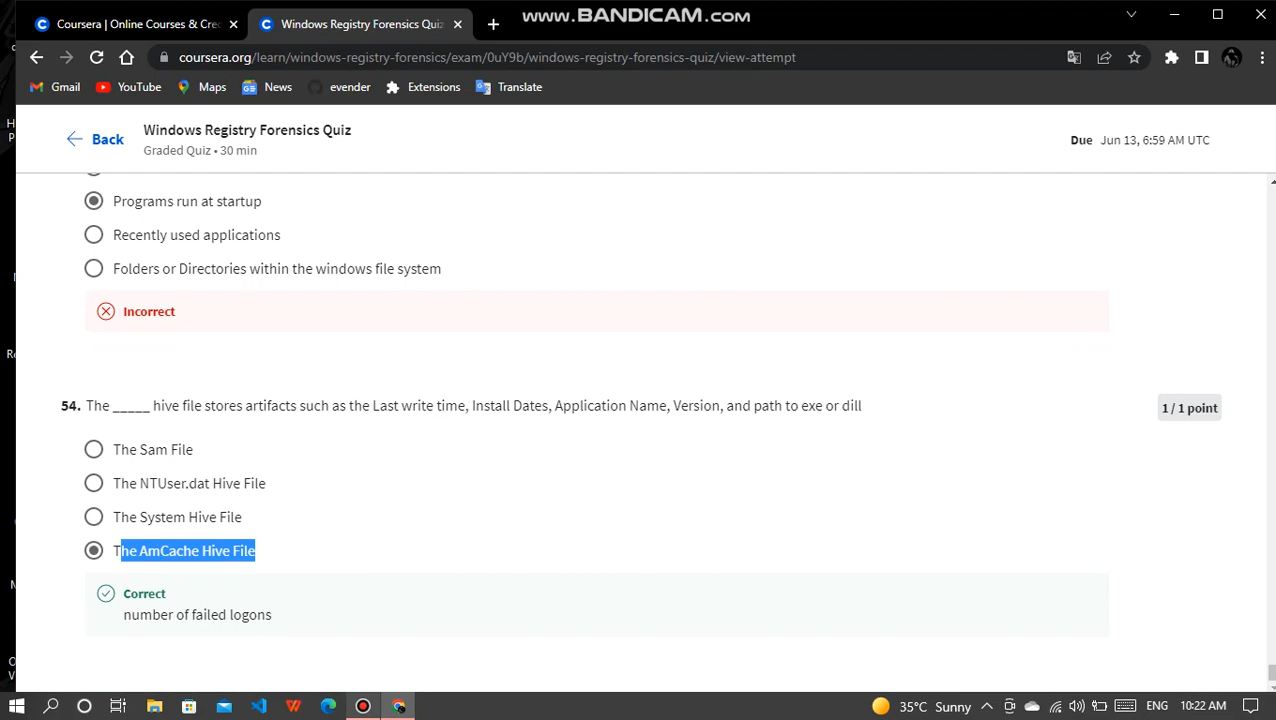 www.BANDICAM.com
Coursera | Online Courses & Cre
Windows Registry Forensics Quiz
coursera.org/learn/windows-registry-forensics/exam/0uY9b/windows-registry-forensics-quiz/view-attempt
Gmail YouTube Maps News evender Extensions Translate
Back
Windows Registry Forensics Quiz
Graded Quiz • 30 min
Due Jun 13, 6:59 AM UTC
Programs run at startup
Recently used applications
Folders or Directories within the windows file system
Incorrect
54. The _____ hive file stores artifacts such as the Last write time, Install Dates, Application Name, Version, and path to exe or dill
1 / 1 point
The Sam File
The NTUser.dat Hive File
The System Hive File
The AmCache Hive File
Correct
number of failed logons
35°C Sunny ENG 10:22 AM